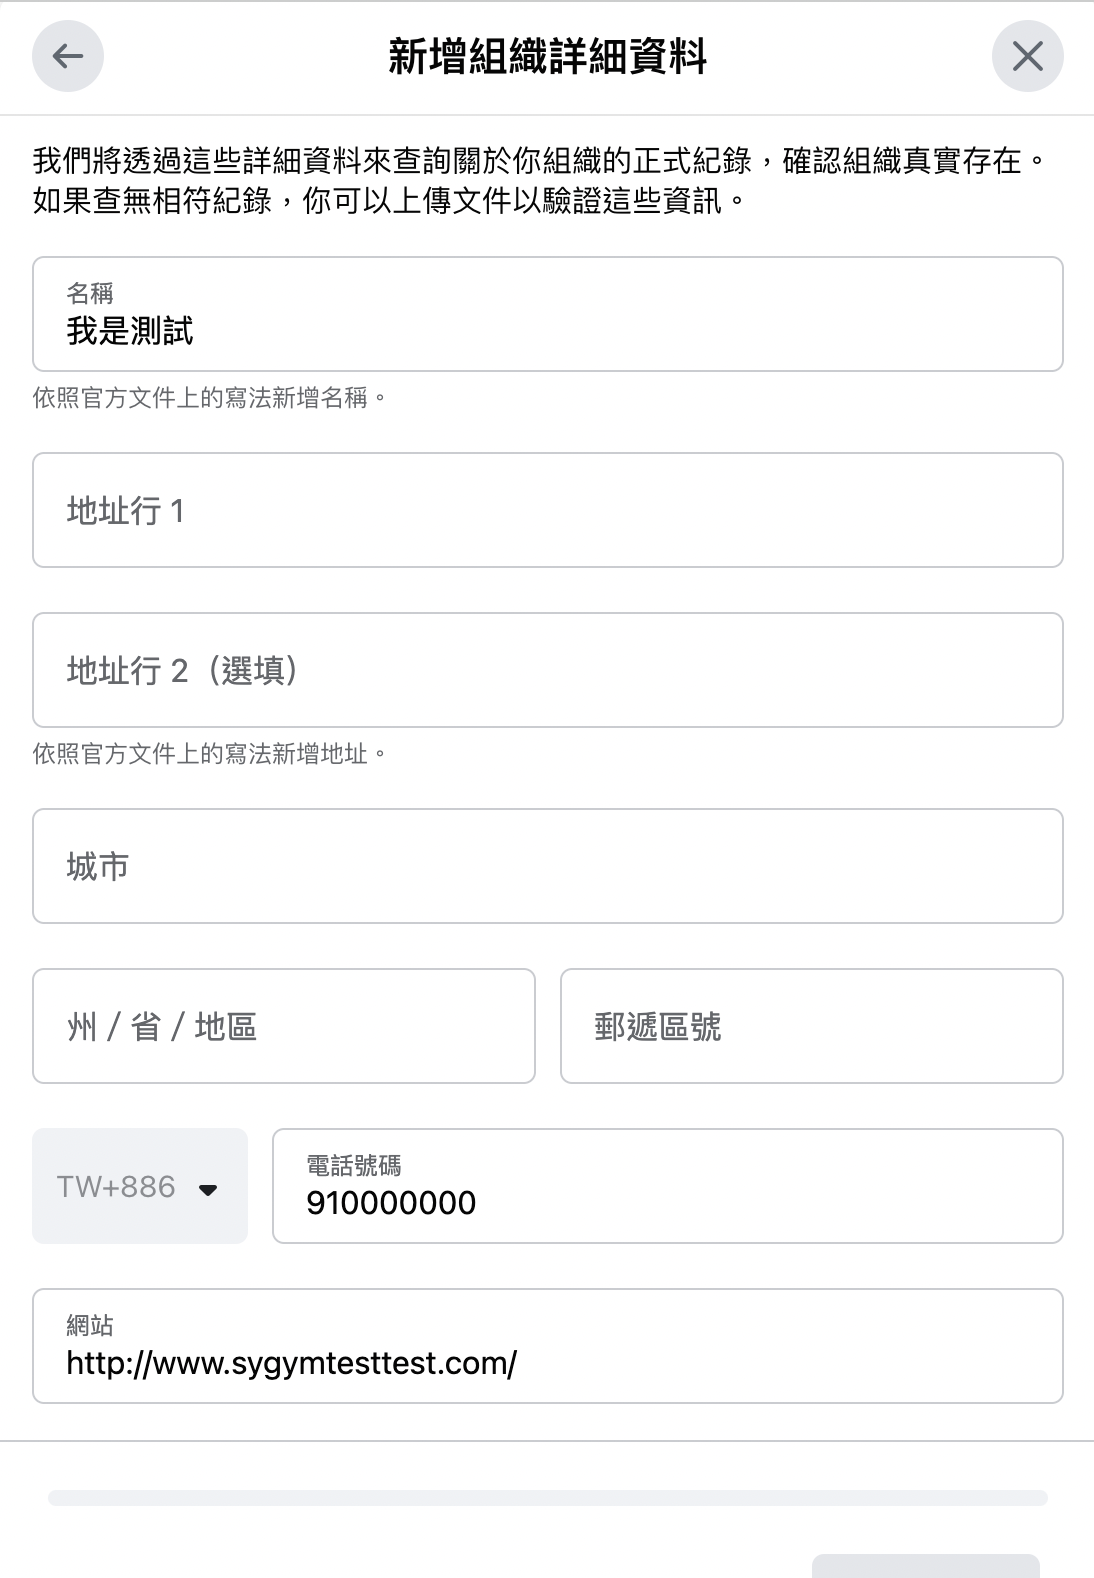 新增組織詳細資料
我們將透過這些詳細資料來查詢關於你組織的正式紀錄，確認組織真實存在。
如果查無相符紀錄，你可以上傳文件以驗證這些資訊。
名稱
我是測試
依照官方文件上的寫法新增名稱。
地址行 1
地址行 2（選填）
依照官方文件上的寫法新增地址。
城市
州 / 省 / 地區
郵遞區號
TW+886
電話號碼
910000000
網站
http://www.sygymtesttest.com/